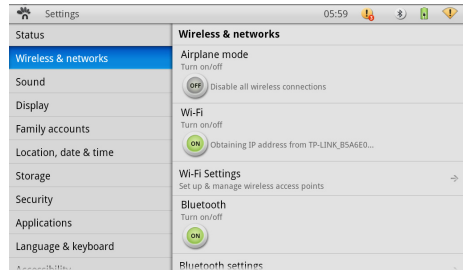 Settings 05:59
Status
Wireless & networks
Sound
Display
Family accounts
Location, date & time
Storage
Security
Applications
Language & keyboard
Accessibility
Wireless & networks
Airplane mode
Turn on/off
OFF Disable all wireless connections
Wi-Fi
Turn on/off
ON Obtaining IP address from TP-LINK_B5A6E0...
Wi-Fi Settings
Set up & manage wireless access points
Bluetooth
Turn on/off
ON
Bluetooth settings